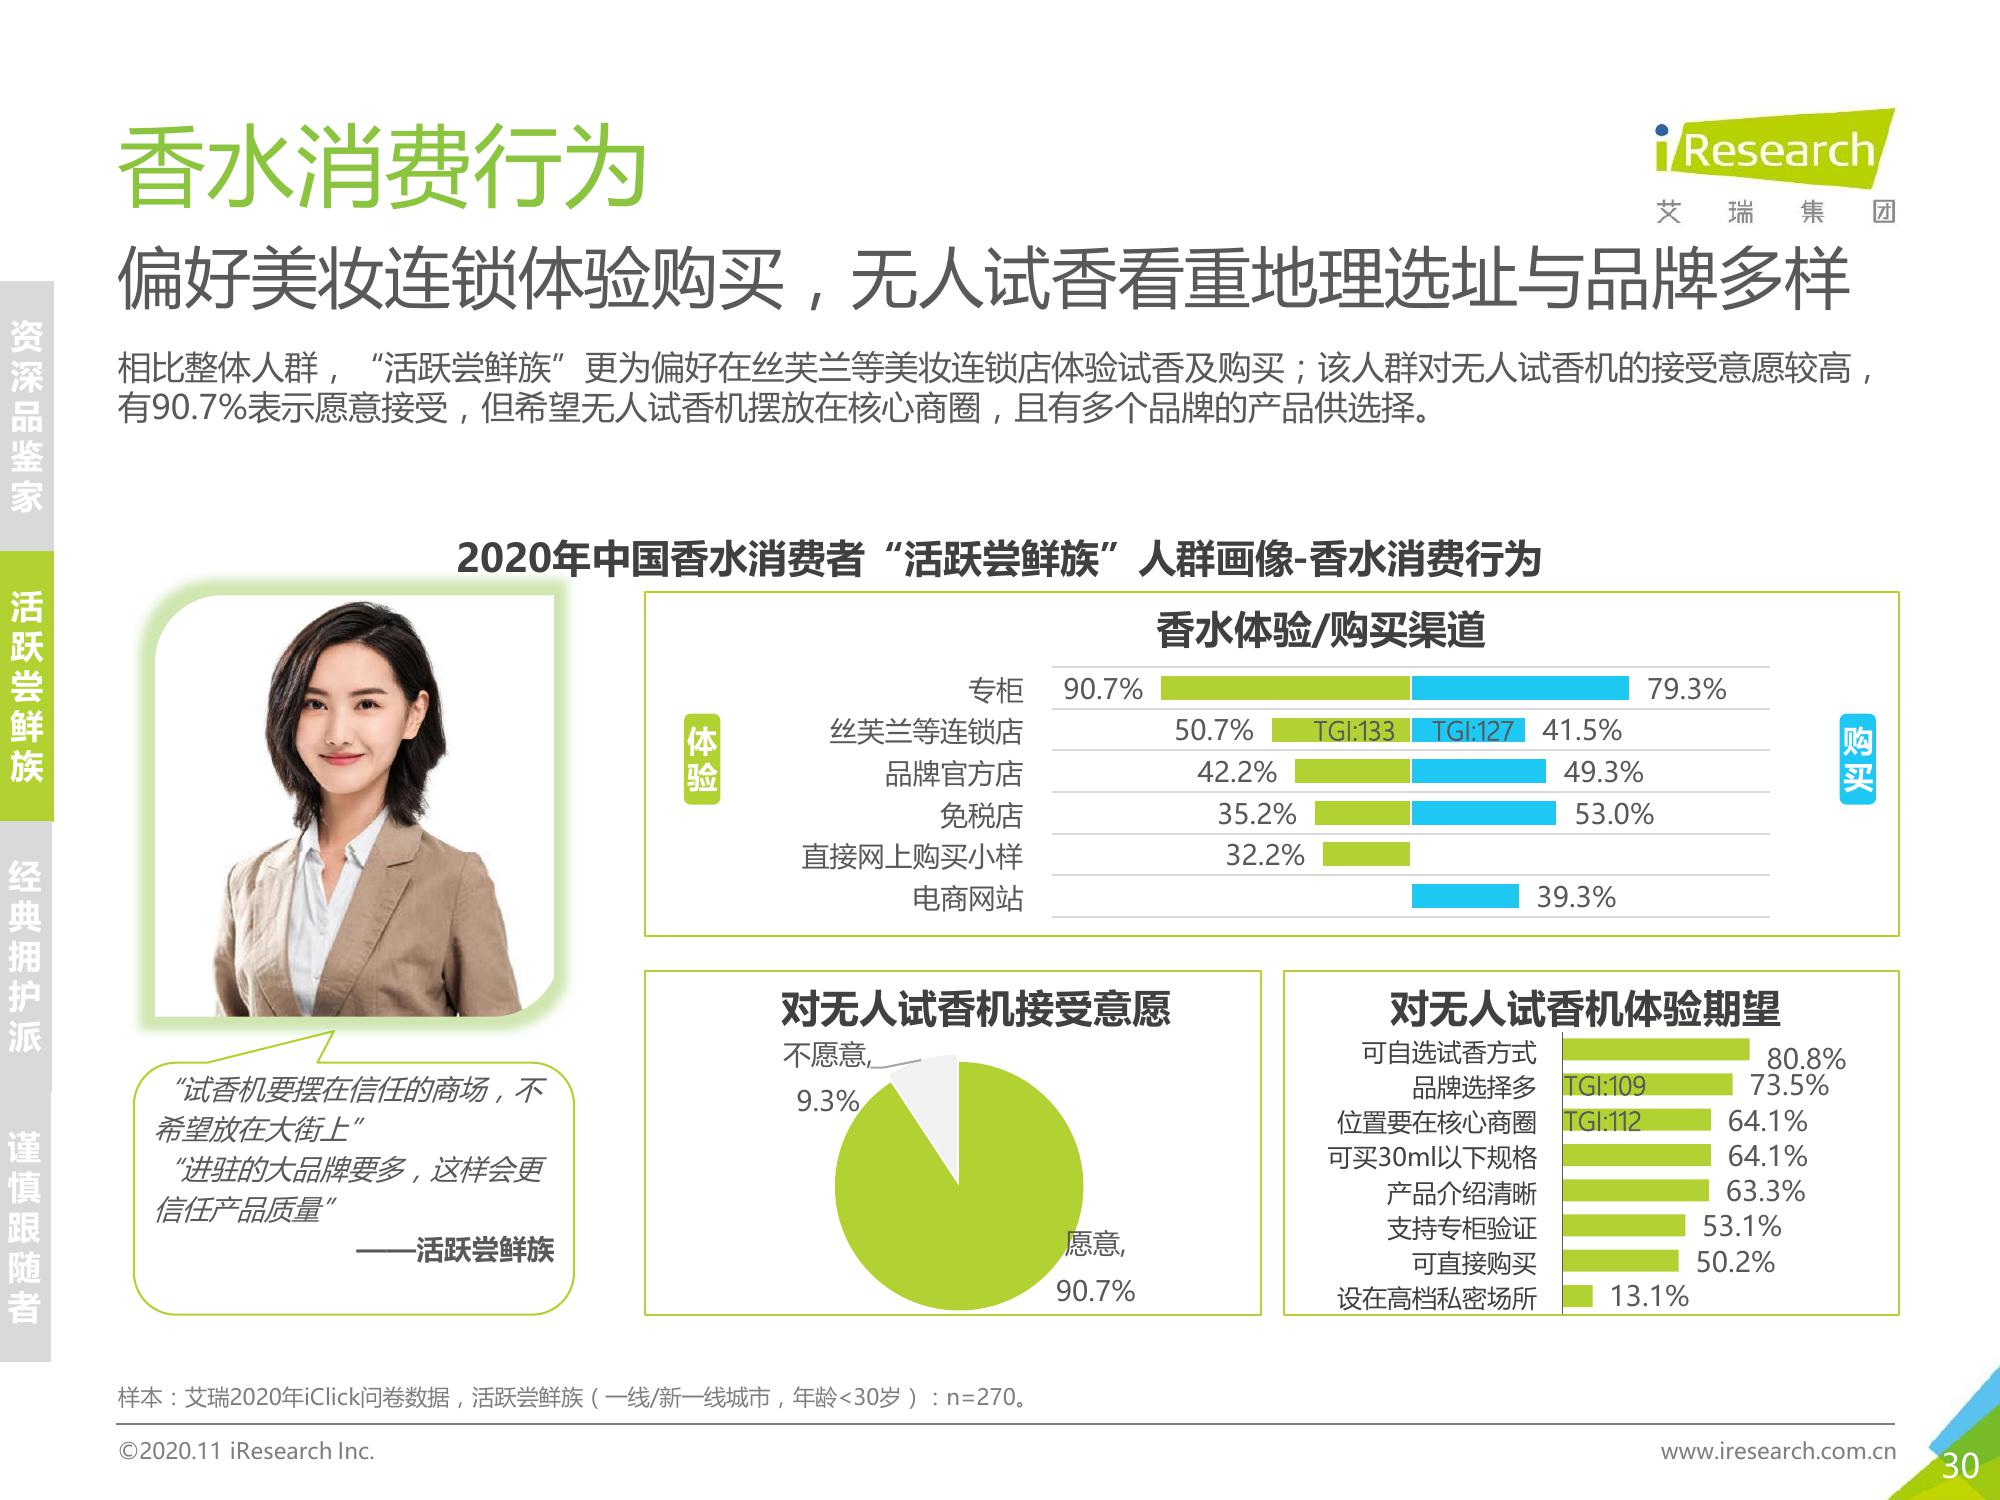 香水消费行为
iResearch
艾瑞集团
偏好美妆连锁体验购买，无人试香看重地理选址与品牌多样
相比整体人群，“活跃尝鲜族”更为偏好在丝芙兰等美妆连锁店体验试香及购买；该人群对无人试香机的接受意愿较高，
有90.7%表示愿意接受，但希望无人试香机摆放在核心商圈，且有多个品牌的产品供选择。
资深品鉴家
活跃尝鲜族
经典拥护派
谨慎跟随者
2020年中国香水消费者“活跃尝鲜族”人群画像-香水消费行为
“试香机要摆在信任的商场，不
希望放在大街上”
“进驻的大品牌要多，这样会更
信任产品质量”
——活跃尝鲜族
香水体验/购买渠道
体验
购买
专柜 90.7% 79.3%
丝芙兰等连锁店 50.7% TGI:133 TGI:127 41.5%
品牌官方店 42.2% 49.3%
免税店 35.2% 53.0%
直接网上购买小样 32.2%
电商网站 39.3%
对无人试香机接受意愿
不愿意,
9.3%
愿意,
90.7%
对无人试香机体验期望
可自选试香方式 80.8%
品牌选择多 TGI:109 73.5%
位置要在核心商圈 TGI:112 64.1%
可买30ml以下规格 64.1%
产品介绍清晰 63.3%
支持专柜验证 53.1%
可直接购买 50.2%
设在高档私密场所 13.1%
样本：艾瑞2020年iClick问卷数据，活跃尝鲜族（一线/新一线城市，年龄<30岁）：n=270。
©2020.11 iResearch Inc.
www.iresearch.com.cn
30